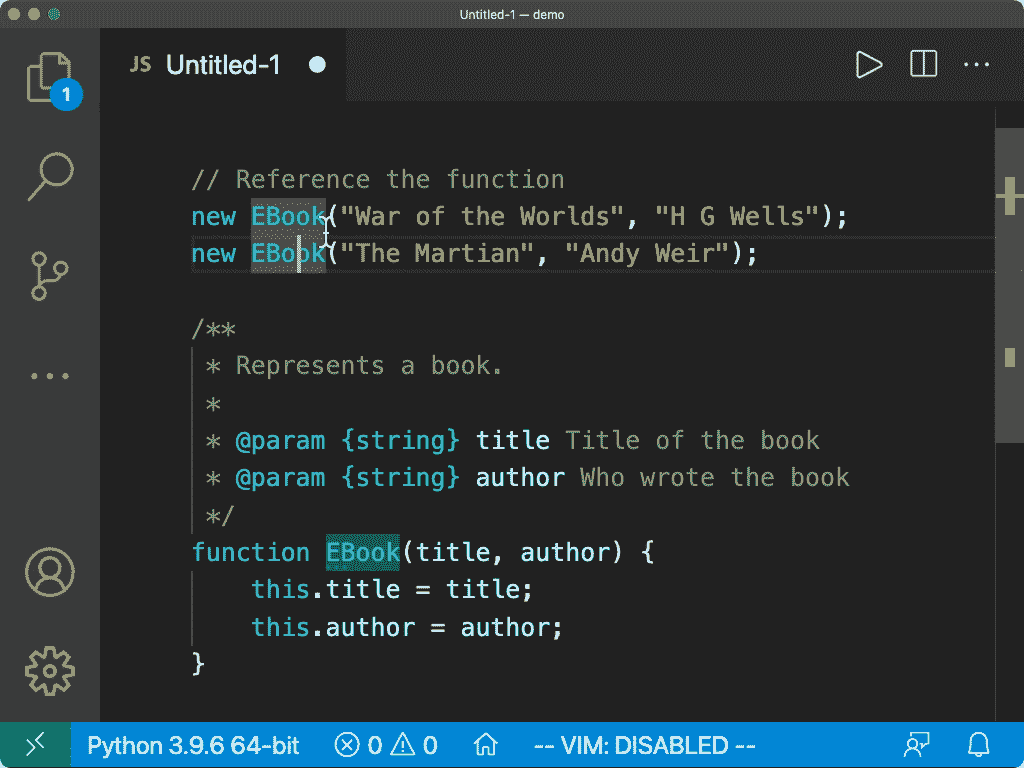 Untitled-1 — demo
JS Untitled-1
1
// Reference the function
new EBook("War of the Worlds", "H G Wells");
new EBook("The Martian", "Andy Weir");
/**
* Represents a book.
*
* @param {string} title Title of the book
* @param {string} author Who wrote the book
*/
function EBook(title, author) {
this.title = title;
this.author = author;
}
Python 3.9.6 64-bit 0 0 -- VIM: DISABLED --